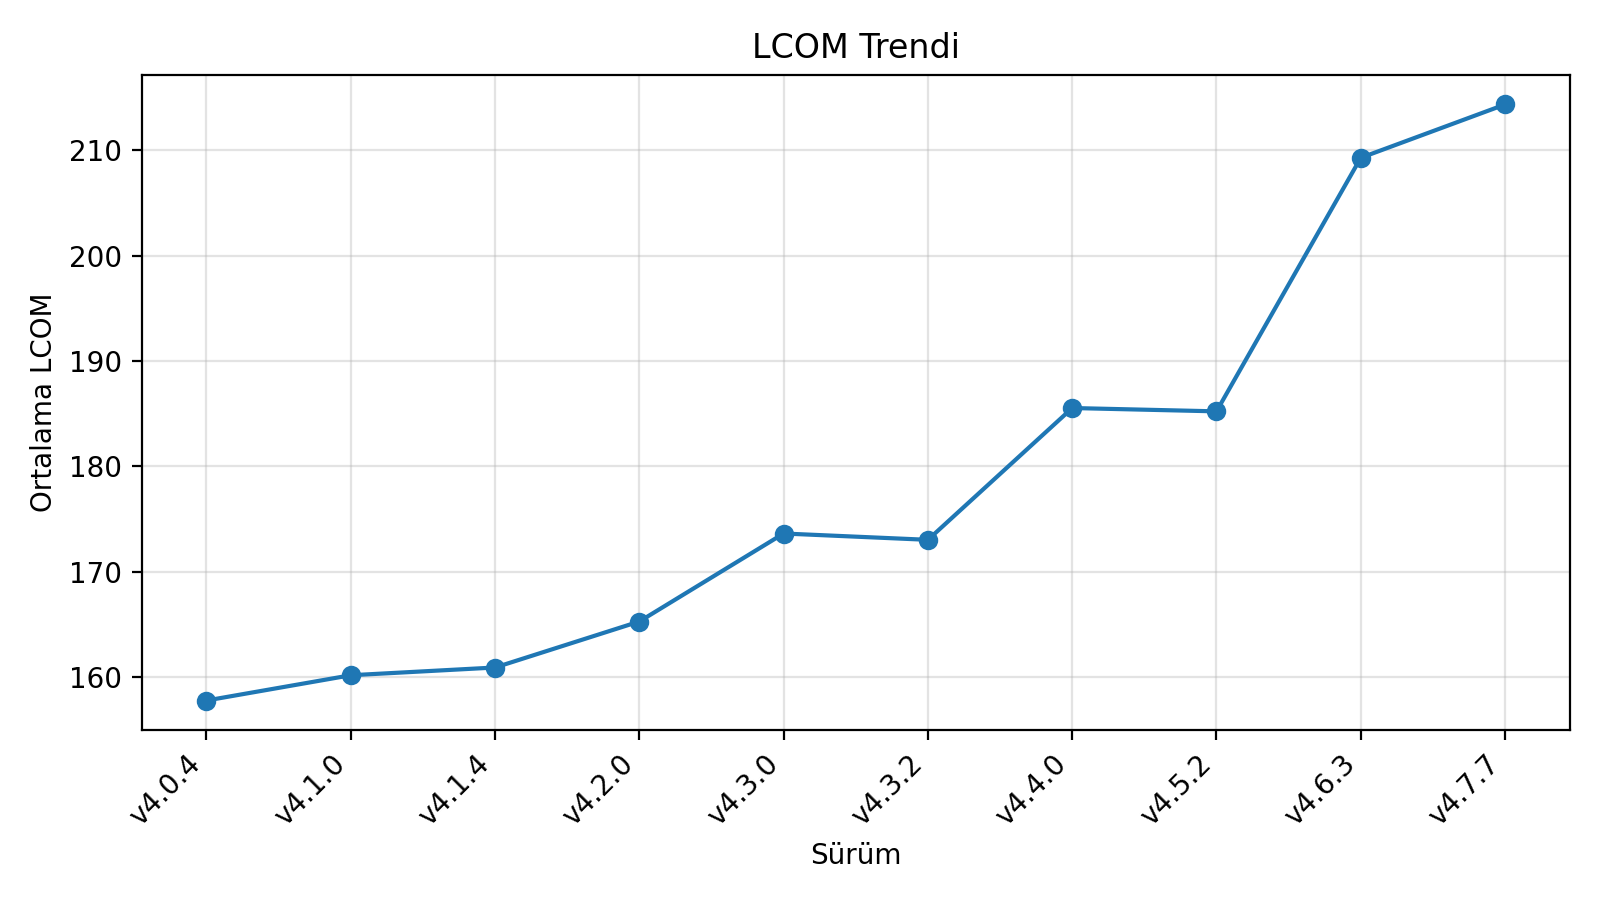 LCOM Trendi
Ortalama LCOM
210
200
190
180
170
160
v4.0.4
v4.1.0
v4.1.4
v4.2.0
v4.3.0
v4.3.2
v4.4.0
v4.5.2
v4.6.3
v4.7.7
Sürüm